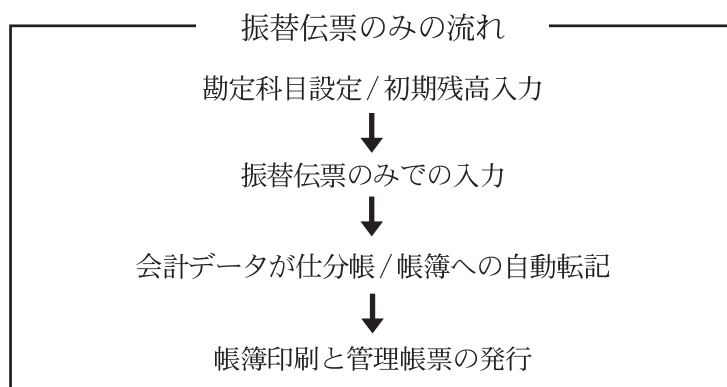 振替伝票のみの流れ
勘定科目設定/初期残高入力
振替伝票のみでの入力
会計データが仕分帳/帳簿への自動転記
帳簿印刷と管理帳票の発行